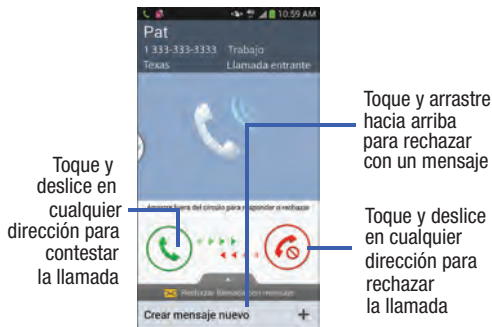 10:59 AM
Pat
1 333-333-3333 Trabajo
Texas Llamada entrante
Arrastre fuera del círculo para responder o rechazar
Rechazar llamada con mensaje
Crear mensaje nuevo +
Toque y
deslice en
cualquier
dirección para
contestar
la llamada
Toque y arrastre
hacia arriba
para rechazar
con un mensaje
Toque y deslice
en cualquier
dirección para
rechazar
la llamada